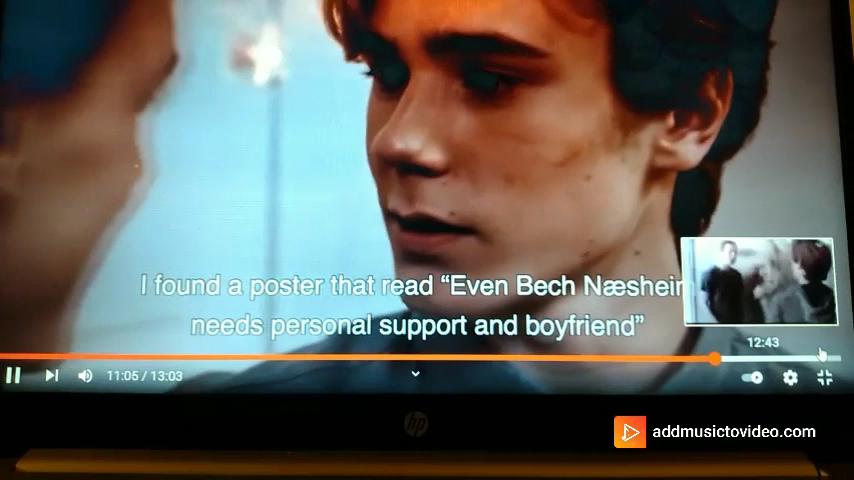 I found a poster that read “Even Bech Næsheim
needs personal support and boyfriend”
12:43
11:05 / 13:03
hp
addmusictovideo.com